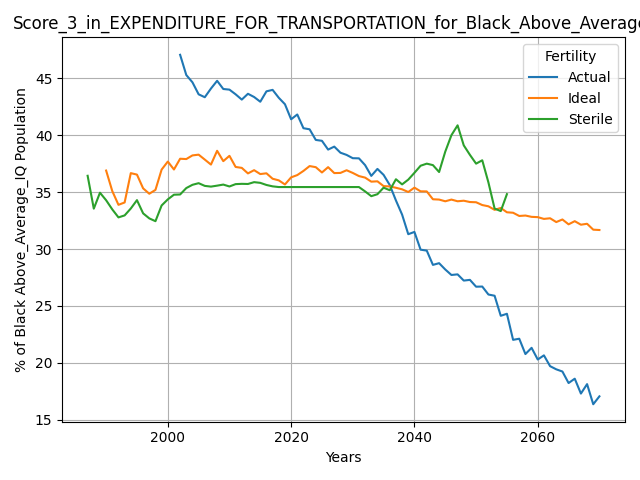 Score_3_in_EXPENDITURE_FOR_TRANSPORTATION_for_Black_Above_Average
Fertility
Actual
Ideal
Sterile
% of Black Above_Average_IQ Population
45
40
35
30
25
20
15
2000 2020 2040 2060
Years